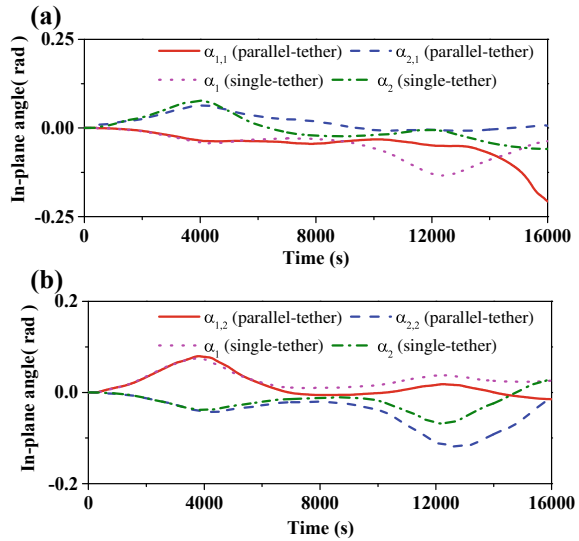 (a)
0.25
α1,1 (parallel-tether) α2,1 (parallel-tether)
α1 (single-tether) α2 (single-tether)
0.00
-0.25
In-plane angle( rad )
0 4000 8000 12000 16000
Time (s)
(b)
0.2
α1,2 (parallel-tether) α2,2 (parallel-tether)
α1 (single-tether) α2 (single-tether)
0.0
-0.2
In-plane angle( rad )
0 4000 8000 12000 16000
Time (s)